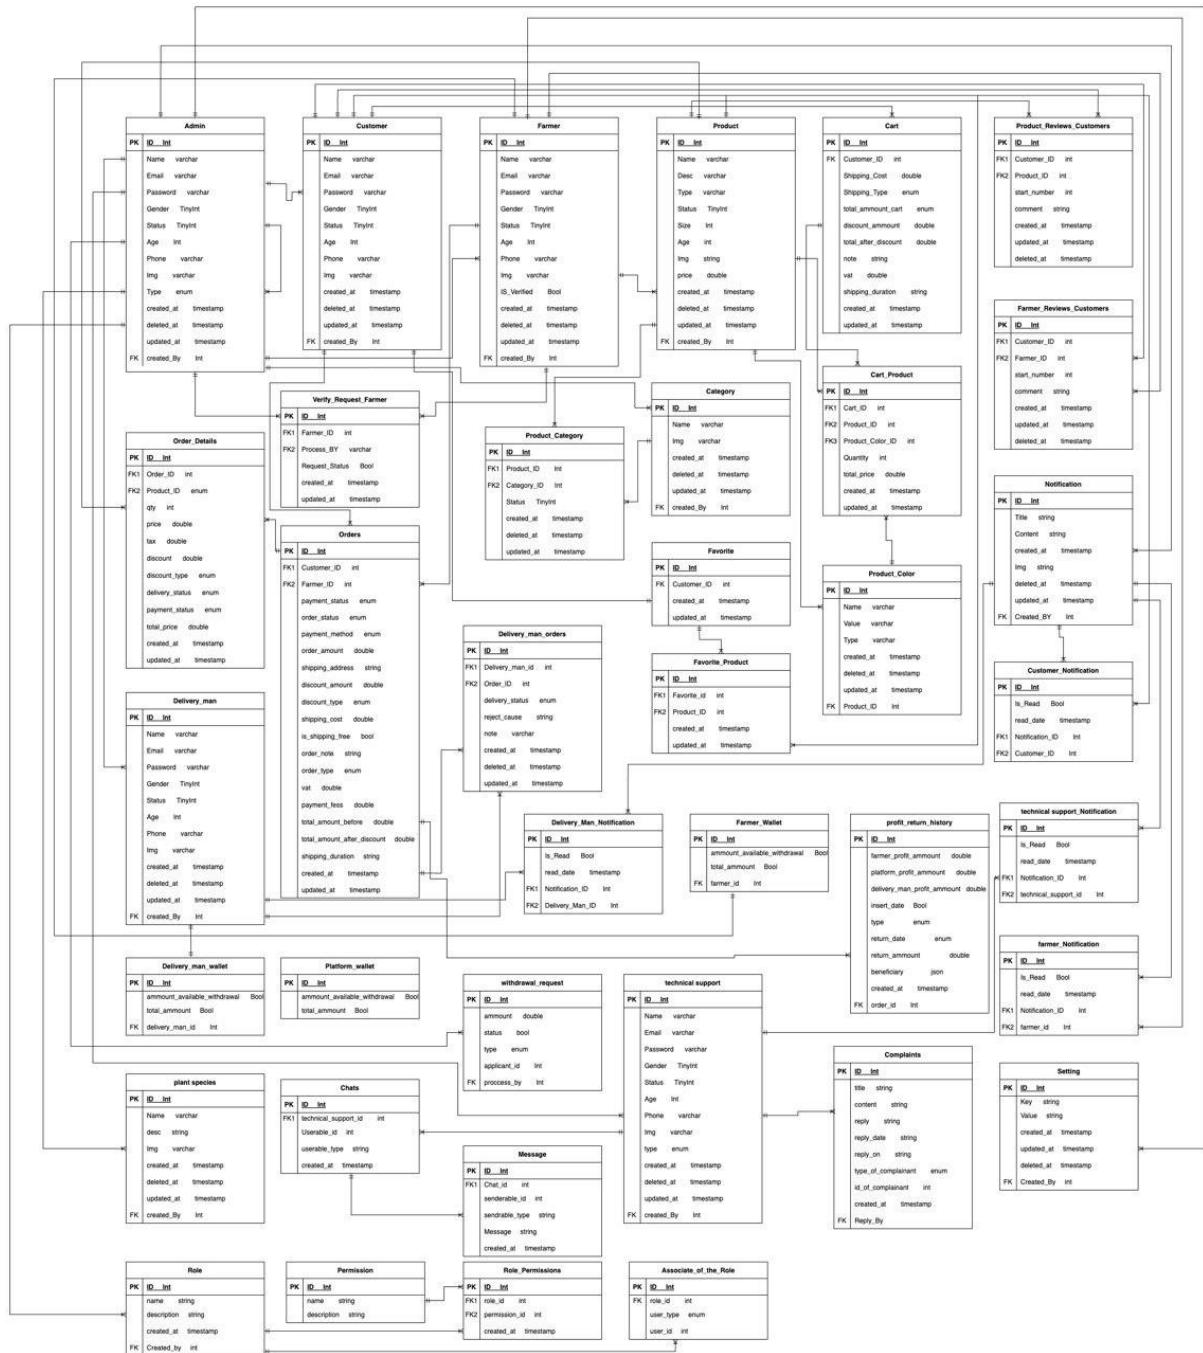 Admin
PK ID Int
Name varchar
Email varchar
Password varchar
Gender TinyInt
Status TinyInt
Age Int
Phone varchar
Img varchar
Type enum
created_at timestamp
deleted_at timestamp
updated_at timestamp
FK created_By Int
Customer
PK ID Int
Name varchar
Email varchar
Password varchar
Gender TinyInt
Status TinyInt
Age Int
Phone varchar
Img varchar
created_at timestamp
deleted_at timestamp
updated_at timestamp
FK created_By Int
Farmer
PK ID Int
Name varchar
Email varchar
Password varchar
Gender TinyInt
Status TinyInt
Age Int
Phone varchar
Img varchar
IS_Verified Bool
created_at timestamp
deleted_at timestamp
updated_at timestamp
FK created_By Int
Product
PK ID Int
Name varchar
Desc varchar
Type varchar
Status TinyInt
Size Int
Age int
Img string
price double
created_at timestamp
deleted_at timestamp
updated_at timestamp
FK created_By Int
Cart
PK ID Int
FK Customer_ID int
Shipping_Cost double
Shipping_Type enum
total_ammount_cart enum
discount_ammount double
total_after_discount double
note string
vat double
shipping_duration string
created_at timestamp
updated_at timestamp
Product_Reviews_Customers
PK ID Int
FK1 Customer_ID int
FK2 Product_ID int
start_number int
comment string
created_at timestamp
updated_at timestamp
deleted_at timestamp
Farmer_Reviews_Customers
PK ID Int
FK1 Customer_ID int
FK2 Farmer_ID int
start_number int
comment string
created_at timestamp
updated_at timestamp
deleted_at timestamp
Verify_Request_Farmer
PK ID Int
FK1 Farmer_ID int
FK2 Process_BY varchar
Request_Status Bool
created_at timestamp
updated_at timestamp
Category
PK ID Int
Name varchar
Img varchar
created_at timestamp
deleted_at timestamp
updated_at timestamp
FK created_By Int
Cart_Product
PK ID Int
FK1 Cart_ID int
FK2 Product_ID int
FK3 Product_Color_ID int
Quantity int
total_price double
created_at timestamp
updated_at timestamp
Order_Details
PK ID Int
FK1 Order_ID int
FK2 Product_ID enum
qty int
price double
tax double
discount double
discount_type enum
delivery_status enum
payment_status enum
total_price double
created_at timestamp
updated_at timestamp
Product_Category
PK ID Int
FK1 Product_ID Int
FK2 Category_ID Int
Status TinyInt
created_at timestamp
deleted_at timestamp
updated_at timestamp
Notification
PK ID Int
Title string
Content string
created_at timestamp
Img string
deleted_at timestamp
updated_at timestamp
FK Created_BY Int
Orders
PK ID Int
FK1 Customer_ID int
FK2 Farmer_ID int
payment_status enum
order_status enum
payment_method enum
order_amount double
shipping_address string
discount_amount double
discount_type enum
shipping_cost double
is_shipping_free bool
order_note string
order_type enum
vat double
payment_fess double
total_amount_before double
total_amount_after_discount double
shipping_duration string
created_at timestamp
updated_at timestamp
Favorite
PK ID Int
FK Customer_ID int
created_at timestamp
updated_at timestamp
Product_Color
PK ID Int
Name varchar
Value varchar
Type varchar
created_at timestamp
deleted_at timestamp
updated_at timestamp
FK Product_ID Int
Delivery_man_orders
PK ID Int
FK1 Delivery_man_id int
FK2 Order_ID int
delivery_status enum
reject_cause string
note varchar
created_at timestamp
deleted_at timestamp
updated_at timestamp
Favorite_Product
PK ID Int
FK1 Favorite_id int
FK2 Product_ID int
created_at timestamp
updated_at timestamp
Customer_Notification
PK ID Int
Is_Read Bool
read_date timestamp
FK1 Notification_ID Int
FK2 Customer_ID Int
Delivery_man
PK ID Int
Name varchar
Email varchar
Password varchar
Gender TinyInt
Status TinyInt
Age Int
Phone varchar
Img varchar
created_at timestamp
deleted_at timestamp
updated_at timestamp
FK created_By Int
Delivery_Man_Notification
PK ID Int
Is_Read Bool
read_date timestamp
FK1 Notification_ID Int
FK2 Delivery_Man_ID Int
Farmer_Wallet
PK ID Int
ammount_available_withdrawal Bool
total_ammount Bool
FK farmer_id Int
profit_return_history
PK ID Int
farmer_profit_ammount double
platform_profit_ammount double
delivery_man_profit_ammount double
insert_date Bool
type enum
return_date enum
return_ammount double
beneficiary json
created_at timestamp
FK order_id Int
technical support_Notification
PK ID Int
Is_Read Bool
read_date timestamp
FK1 Notification_ID Int
FK2 technical_support_id Int
farmer_Notification
PK ID Int
Is_Read Bool
read_date timestamp
FK1 Notification_ID Int
FK2 farmer_id Int
Delivery_man_wallet
PK ID Int
ammount_available_withdrawal Bool
total_ammount Bool
FK delivery_man_id Int
Platform_wallet
PK ID Int
ammount_available_withdrawal Bool
total_ammount Bool
withdrawal_request
PK ID Int
ammount double
status bool
type enum
applicant_id Int
FK proccess_by Int
technical support
PK ID Int
Name varchar
Email varchar
Password varchar
Gender TinyInt
Status TinyInt
Age Int
Phone varchar
Img varchar
type enum
created_at timestamp
deleted_at timestamp
updated_at timestamp
FK created_By Int
Complaints
PK ID Int
title string
content string
reply string
reply_date string
reply_on string
type_of_complainant enum
id_of_complainant int
created_at timestamp
FK Reply_By
Setting
PK ID Int
Key string
Value string
created_at timestamp
updated_at timestamp
deleted_at timestamp
FK Created_By int
plant species
PK ID Int
Name varchar
desc string
Img varchar
created_at timestamp
deleted_at timestamp
updated_at timestamp
FK created_By Int
Chats
PK ID Int
FK1 technical_support_id int
Userable_id int
userable_type string
created_at timestamp
Message
PK ID Int
FK1 Chat_id int
senderable_id int
sendrable_type string
Message string
created_at timestamp
Role
PK ID Int
name string
description string
created_at timestamp
FK Created_by int
Permission
PK ID Int
name string
description string
Role_Permissions
PK ID Int
FK1 role_id int
FK2 permission_id int
created_at timestamp
Associate_of_the_Role
PK ID Int
FK role_id int
user_type enum
user_id int